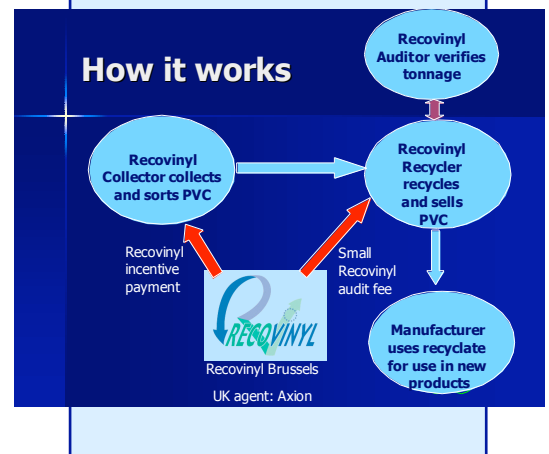 How it works
Recovinyl
Auditor verifies
tonnage
Recovinyl
Collector collects
and sorts PVC
Recovinyl
Recycler
recycles
and sells
PVC
Recovinyl
incentive
payment
Small
Recovinyl
audit fee
RECOVINYL
Recovinyl Brussels
UK agent: Axion
Manufacturer
uses recyclate
for use in new
products